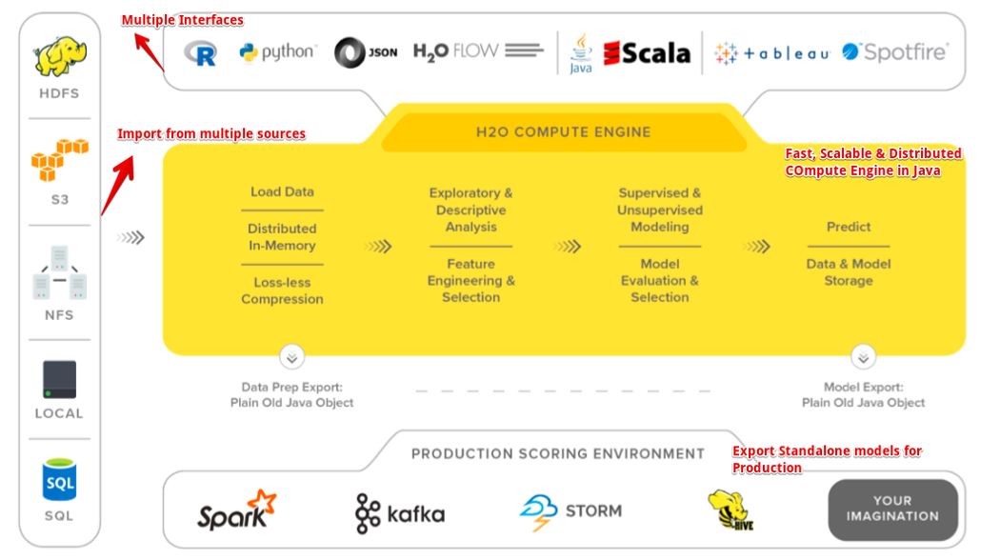 Multiple Interfaces
R
python
JSON
H2O FLOW
Java
Scala
+ a b | e a u
Spotfire
HDFS
S3
NFS
LOCAL
SQL
SQL
Import from multiple sources
H2O COMPUTE ENGINE
Fast, Scalable & Distributed
COmpute Engine in Java
Load Data
Distributed
In-Memory
Loss-less
Compression
Exploratory &
Descriptive
Analysis
Feature
Engineering &
Selection
Supervised &
Unsupervised
Modeling
Model
Evaluation &
Selection
Predict
Data & Model
Storage
Data Prep Export:
Plain Old Java Object
Model Export:
Plain Old Java Object
PRODUCTION SCORING ENVIRONMENT
Export Standalone models for
Production
Spark
kafka
STORM
HIVE
YOUR
IMAGINATION